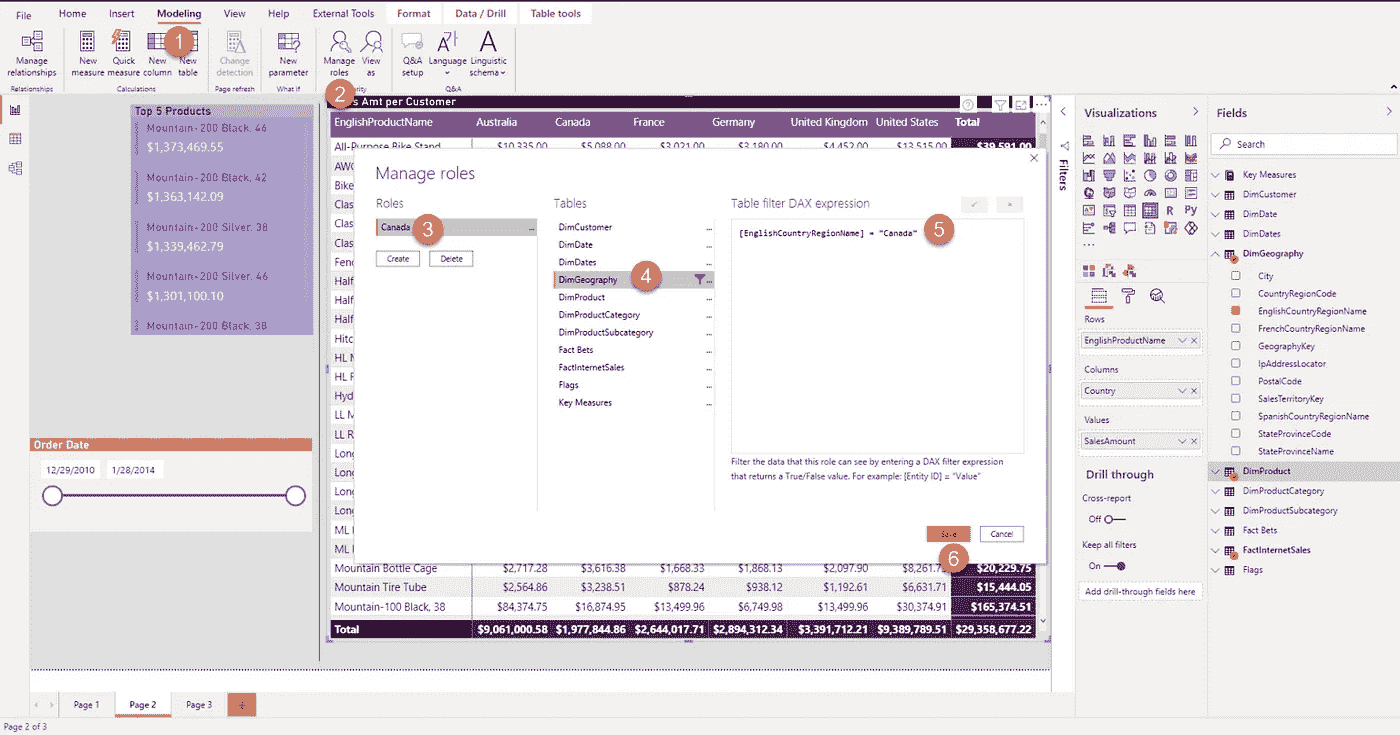 File Home Insert Modeling View Help External Tools Format Data / Drill Table tools
1
Manage relationships
New measure
Quick measure
New column
New table
Change detection
New parameter
Manage roles
View as
Q&A setup
Language
Linguistic schema
Relationships Calculations Page refresh What if Q&A
2
Top 5 Products
Mountain-200 Black, 46
$1,373,469.55
Mountain-200 Black, 42
$1,363,142.09
Mountain-200 Silver, 38
$1,339,462.79
Mountain-200 Silver, 46
$1,301,100.10
Mountain-200 Black, 38
Order Date
12/29/2010 1/28/2014
Amt per Customer
EnglishProductName Australia Canada France Germany United Kingdom United States Total
All-Purpose Bike Stand $10,335.00 $5,088.00 $3,021.00 $3,180.00 $4,452.00 $13,515.00 $39,591.00
AWC
Bike
Clas
Clas
Clas
Fend
Half
Half
Half
Hitc
HL M
HL F
Hyd
LL M
LL R
Long
Long
Long
Long
ML
ML
Manage roles
Roles
Canada ...
3
Create Delete
Tables
DimCustomer ...
DimDate ...
DimDates ...
DimGeography ...
4
DimProduct ...
DimProductCategory ...
DimProductSubcategory ...
Fact Bets ...
FactInternetSales ...
Flags ...
Key Measures ...
Table filter DAX expression
[EnglishCountryRegionName] = "Canada"
5
Filter the data that this role can see by entering a DAX filter expression
that returns a True/False value. For example: [Entity ID] = "Value"
Save Cancel
6
Mountain Bottle Cage $2,717.28 $3,616.38 $1,668.33 $1,868.13 $2,097.90 $8,261.73 $20,229.75
Mountain Tire Tube $2,564.86 $3,238.51 $878.24 $938.12 $1,192.61 $6,631.71 $15,444.05
Mountain-100 Black, 38 $84,374.75 $16,874.95 $13,499.96 $6,749.98 $13,499.96 $30,374.91 $165,374.51
Total $9,061,000.58 $1,977,844.86 $2,644,017.71 $2,894,312.34 $3,391,712.21 $9,389,789.51 $29,358,677.22
Filters
Visualizations
R Py
...
Rows
EnglishProductName
Columns
Country
Values
SalesAmount
Drill through
Cross-report
Off
Keep all filters
On
Add drill-through fields here
Fields
Search
Key Measures
DimCustomer
DimDate
DimDates
DimGeography
City
CountryRegionCode
EnglishCountryRegionName
FrenchCountryRegionName
GeographyKey
IpAddressLocator
PostalCode
SalesTerritoryKey
SpanishCountryRegionName
StateProvinceCode
StateProvinceName
DimProduct
DimProductCategory
DimProductSubcategory
Fact Bets
FactInternetSales
Flags
Page 1 Page 2 Page 3 +
Page 2 of 3